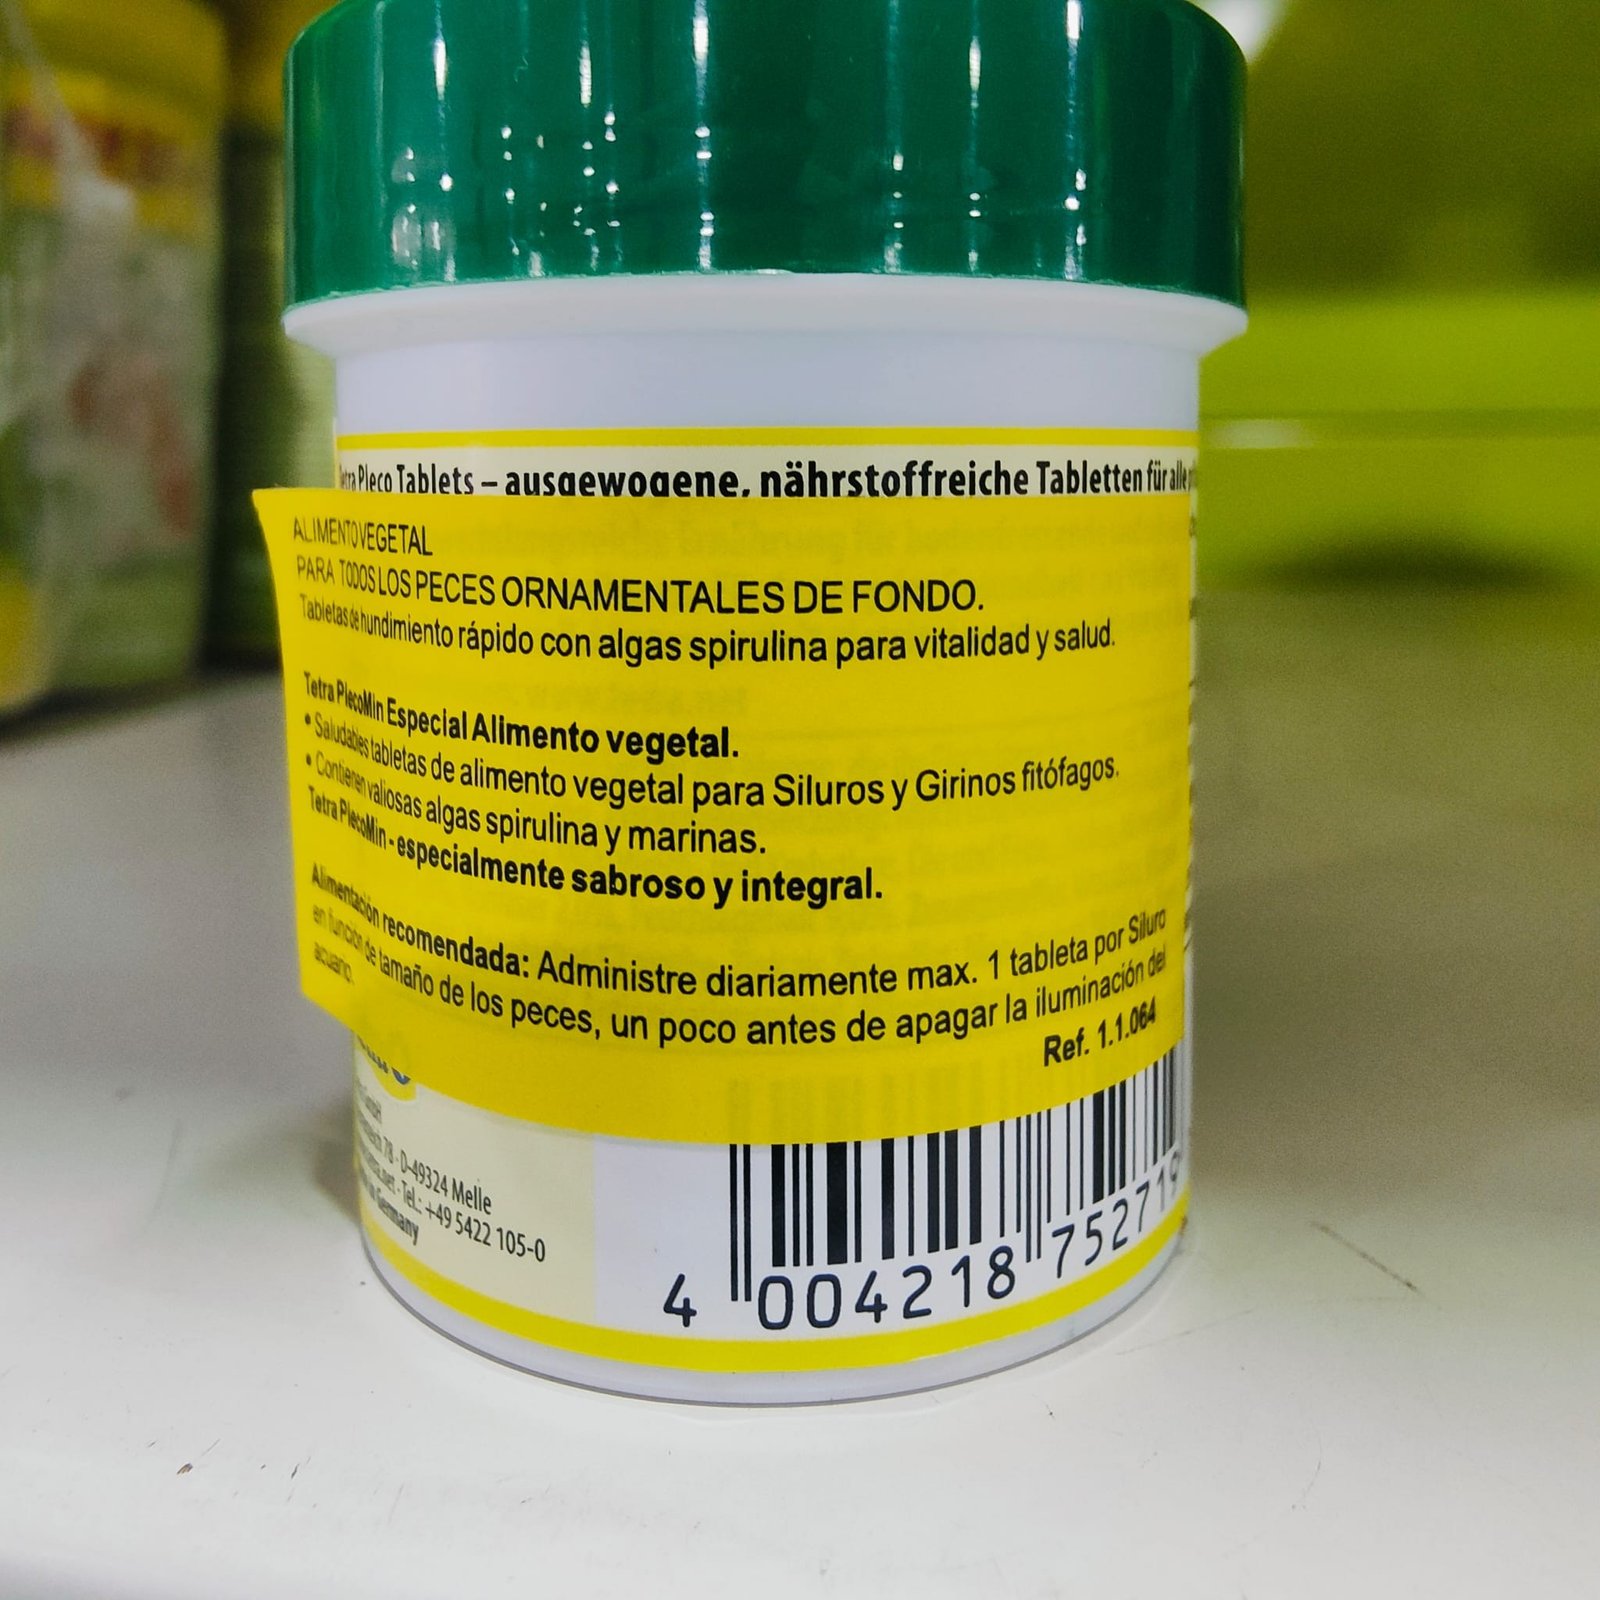 Tetra Pleco Tablets – ausgewogene, nährstoffreiche Tabletten für alle
ALIMENTO VEGETAL
PARA TODOS LOS PECES ORNAMENTALES DE FONDO.
Tabletas de hundimiento rápido con algas spirulina para vitalidad y salud.
Tetra PlecoMin Especial Alimento vegetal.
• Saludables tabletas de alimento vegetal para Siluros y Girinos fitófagos.
• Contienen valiosas algas spirulina y marinas.
Tetra PlecoMin - especialmente sabroso y integral.
Alimentación recomendada: Administre diariamente max. 1 tableta por Siluro
en función de tamaño de los peces, un poco antes de apagar la iluminación del
acuario.
Ref. 1.1.064
78 · D-49324 Melle
.net · Tel.: +49 5422 105-0
in Germany
4 004218 752719